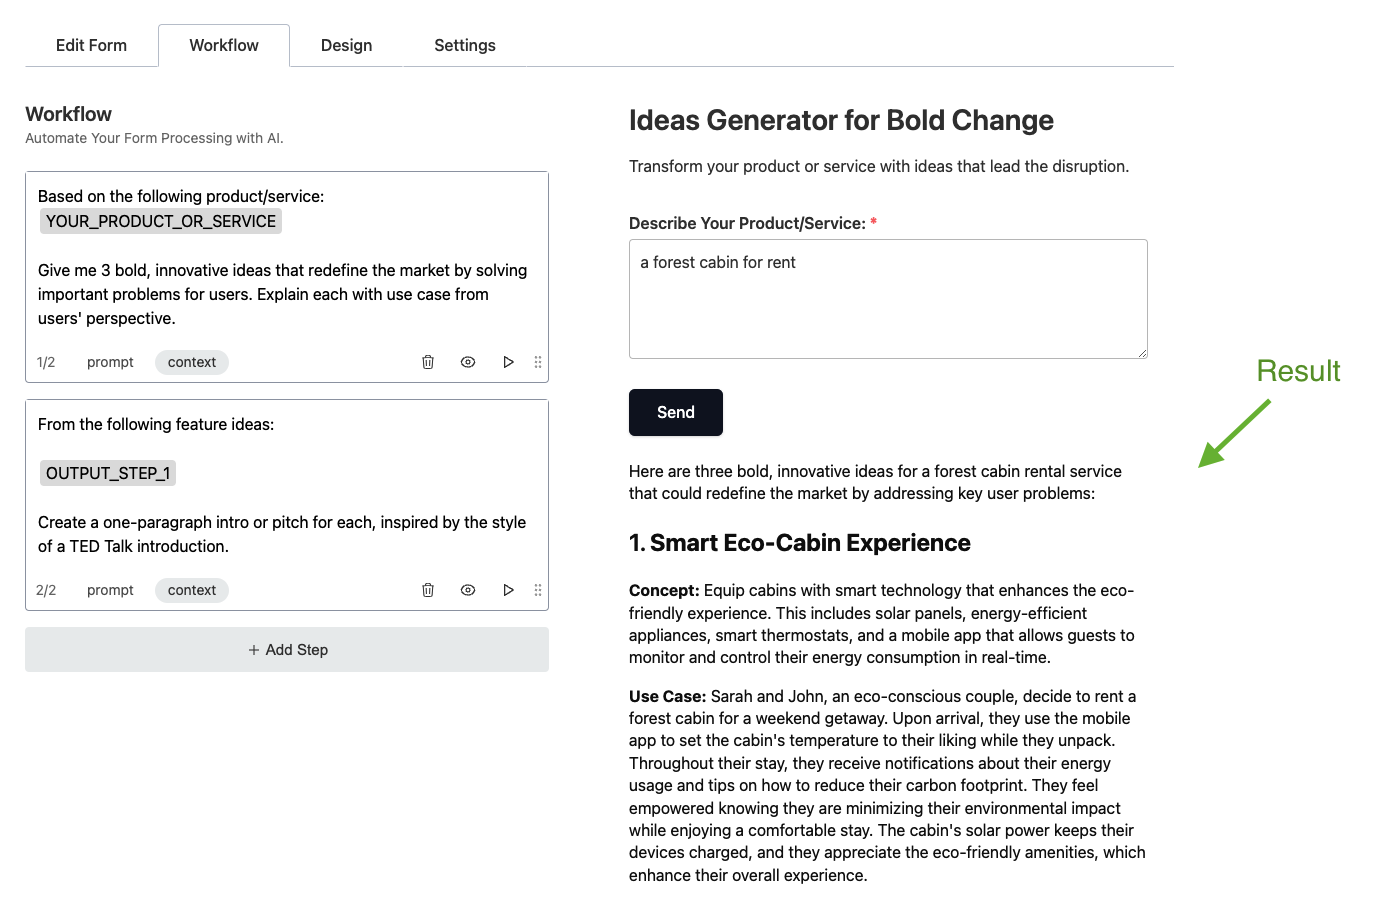 Edit Form
Workflow
Design
Settings
Workflow
Automate Your Form Processing with AI.
Based on the following product/service:
YOUR_PRODUCT_OR_SERVICE
Give me 3 bold, innovative ideas that redefine the market by solving
important problems for users. Explain each with use case from
users' perspective.
1/2 prompt context
From the following feature ideas:
OUTPUT_STEP_1
Create a one-paragraph intro or pitch for each, inspired by the style
of a TED Talk introduction.
2/2 prompt context
+ Add Step
Ideas Generator for Bold Change
Transform your product or service with ideas that lead the disruption.
Describe Your Product/Service: *
a forest cabin for rent
Send
Result
Here are three bold, innovative ideas for a forest cabin rental service
that could redefine the market by addressing key user problems:
1. Smart Eco-Cabin Experience
Concept: Equip cabins with smart technology that enhances the eco-
friendly experience. This includes solar panels, energy-efficient
appliances, smart thermostats, and a mobile app that allows guests to
monitor and control their energy consumption in real-time.
Use Case: Sarah and John, an eco-conscious couple, decide to rent a
forest cabin for a weekend getaway. Upon arrival, they use the mobile
app to set the cabin's temperature to their liking while they unpack.
Throughout their stay, they receive notifications about their energy
usage and tips on how to reduce their carbon footprint. They feel
empowered knowing they are minimizing their environmental impact
while enjoying a comfortable stay. The cabin's solar power keeps their
devices charged, and they appreciate the eco-friendly amenities, which
enhance their overall experience.